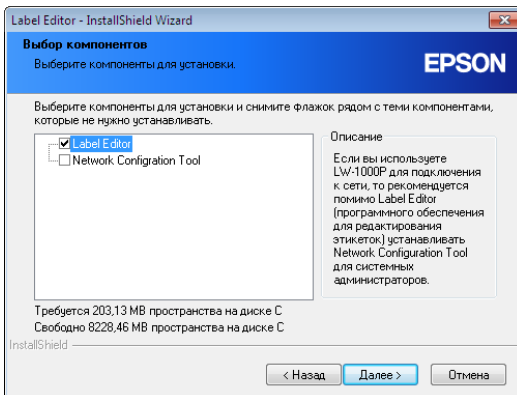 Label Editor - InstallShield Wizard
Выбор компонентов
Выберите компоненты для установки.
EPSON
Выберите компоненты для установки и снимите флажок рядом с теми компонентами,
которые не нужно устанавливать.
Label Editor
Network Configration Tool
Описание
Если вы используете
LW-1000P для подключения
к сети, то рекомендуется
помимо Label Editor
(программного обеспечения
для редактирования
этикеток) устанавливать
Network Configuration Tool
для системных
администраторов.
Требуется 203,13 MB пространства на диске C
Свободно 8228,46 MB пространства на диске C
InstallShield
< Назад
Далее >
Отмена